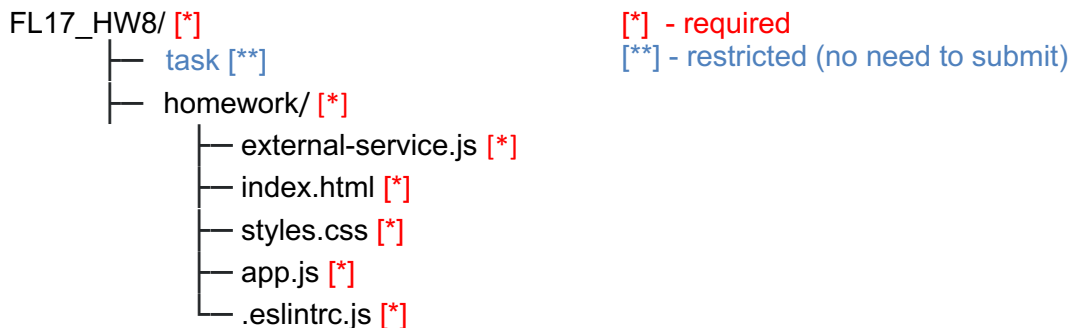 FL17_HW8/ [*]
[*] - required
├── task [**]
[**] - restricted (no need to submit)
├── homework/ [*]
├── external-service.js [*]
├── index.html [*]
├── styles.css [*]
├── app.js [*]
└── .eslintrc.js [*]